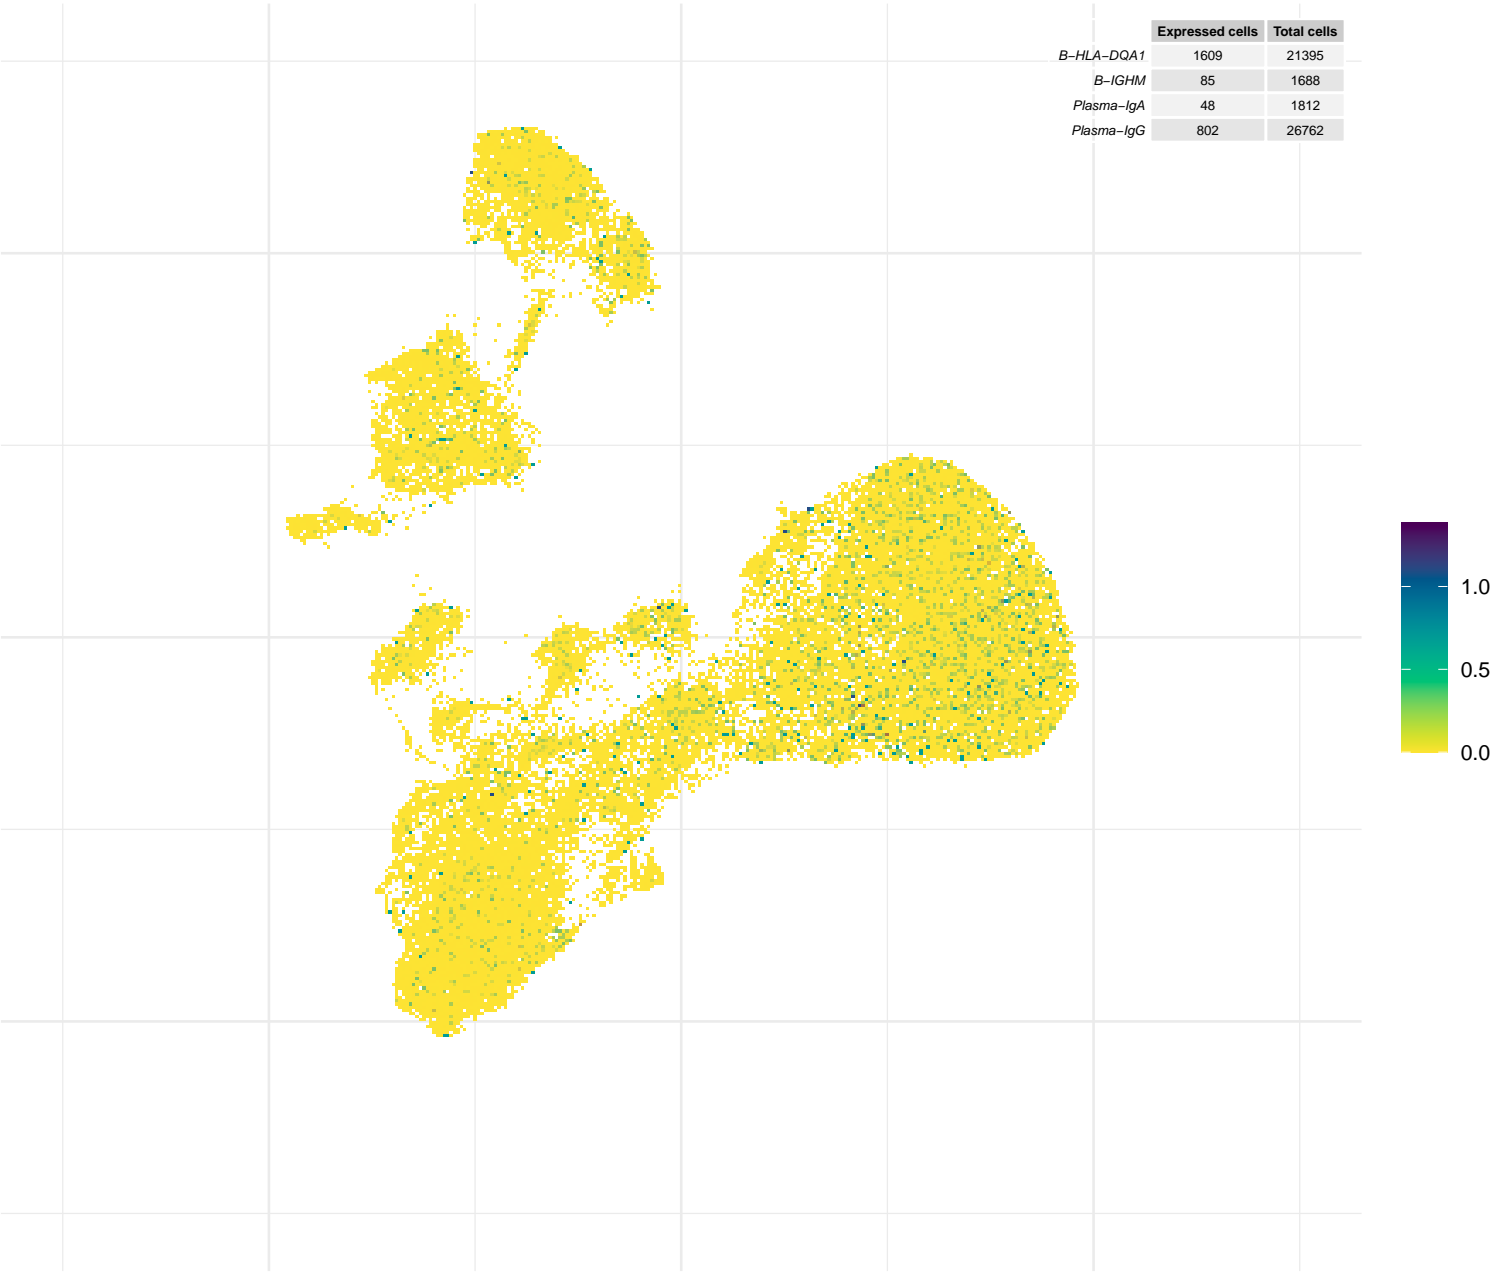 Expressed cells Total cells
B-HLA-DQA1 1609 21395
B-IGHM 85 1688
Plasma-IgA 48 1812
Plasma-IgG 802 26762
1.0
0.5
0.0